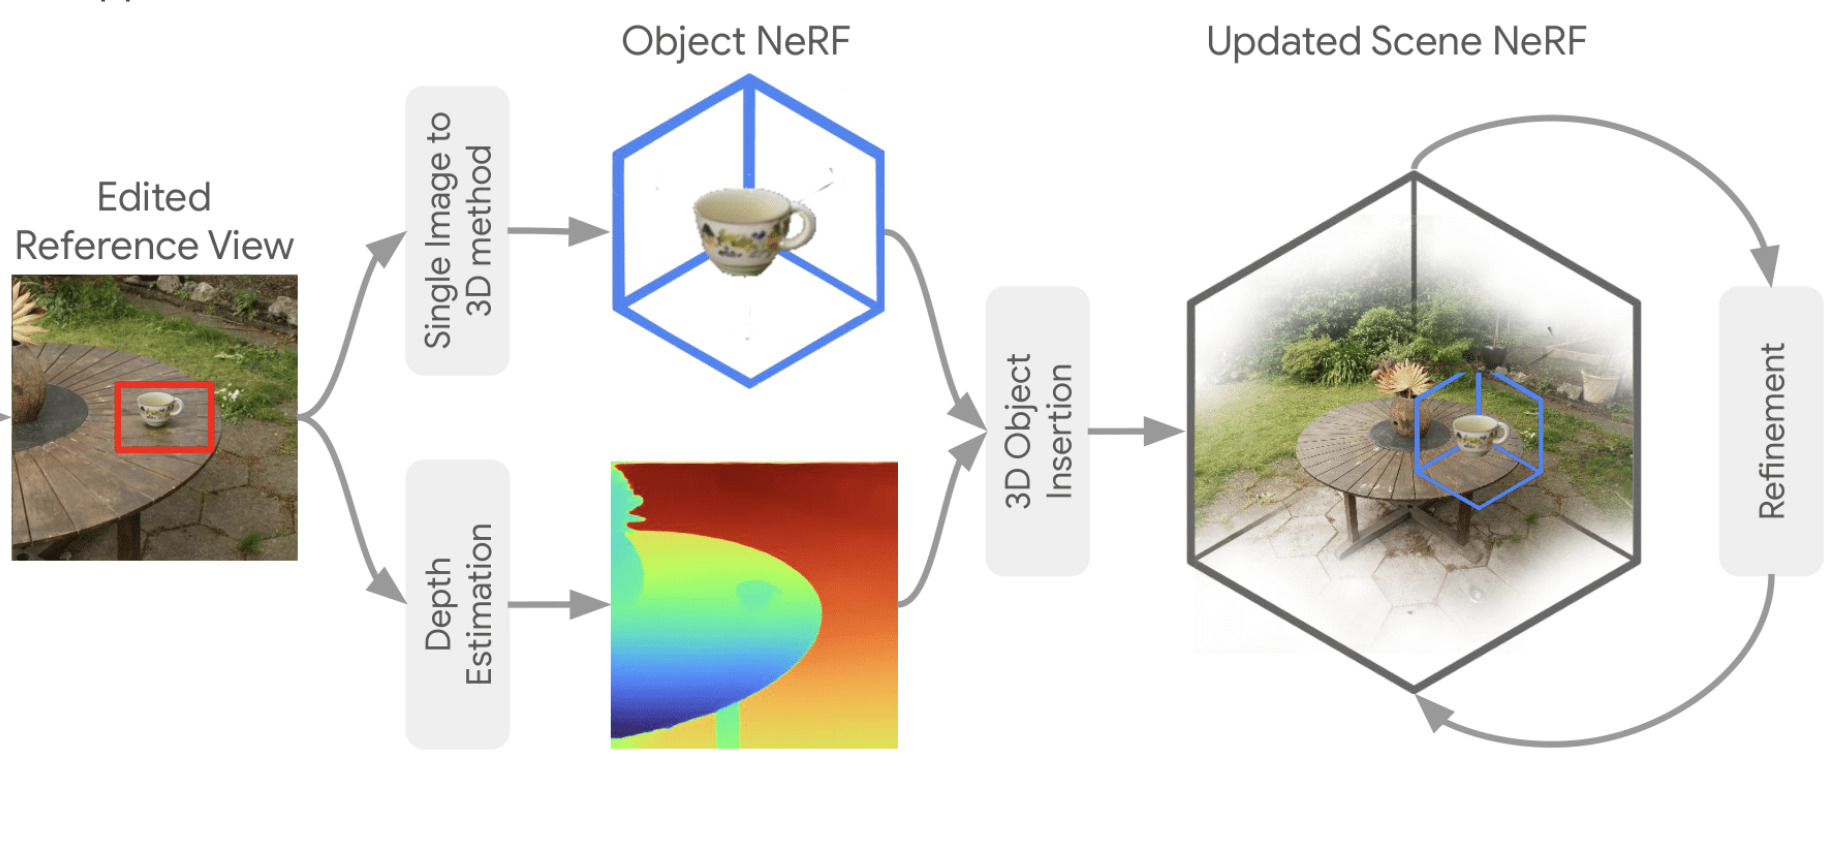 Edited
Reference View
Single Image to
3D method
Object NeRF
Depth
Estimation
3D Object
Insertion
Updated Scene NeRF
Refinement